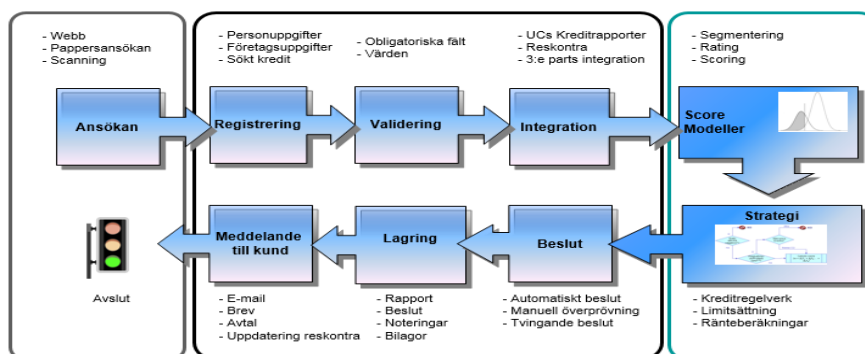 - Webb
- Pappersansökan
- Scanning
- Personuppgifter
- Företagsuppgifter
- Sökt kredit
- Obligatoriska fält
- Värden
- UCs Kreditrapporter
- Reskontra
- 3:e parts integration
- Segmentering
- Rating
- Scoring
Ansökan
Registrering
Validering
Integration
Score
Modeller
Avslut
Meddelande
till kund
Lagring
Beslut
Strategi
- E-mail
- Brev
- Avtal
- Uppdatering reskontra
- Rapport
- Beslut
- Noteringar
- Bilagor
- Automatiskt beslut
- Manuell överprövning
- Tvingande beslut
- Kreditregelverk
- Limitsättning
- Ränteberäkningar